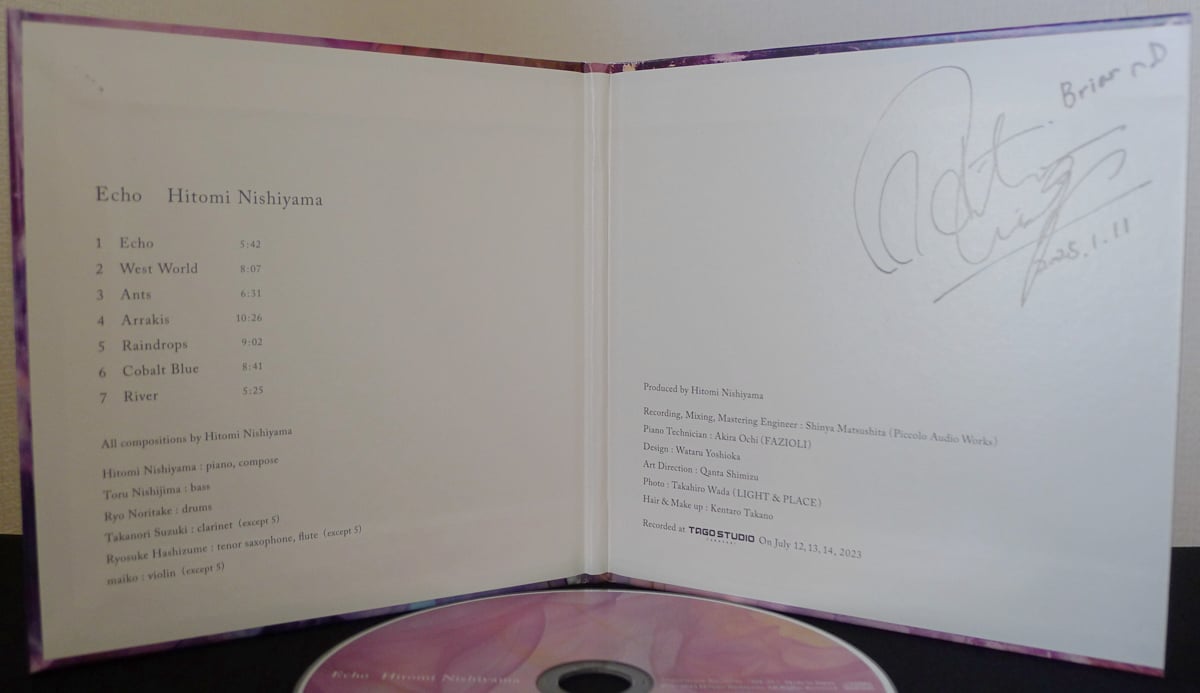 Echo Hitomi Nishiyama
1 Echo 5:42
2 West World 8:07
3 Ants 6:31
4 Arrakis 10:26
5 Raindrops 9:02
6 Cobalt Blue 8:41
7 River 5:25
All compositions by Hitomi Nishiyama
Hitomi Nishiyama : piano, compose
Toru Nishijima : bass
Ryo Noritake : drums
Takanori Suzuki : clarinet (except 5)
Ryosuke Hashizume : tenor saxophone, flute (except 5)
maiko : violin (except 5)
Brian
2025.1.11
Produced by Hitomi Nishiyama
Recording, Mixing, Mastering Engineer : Shinya Matsushita (Piccolo Audio Works)
Piano Technician : Akira Ochi (FAZIOLI)
Design : Wataru Yoshioka
Art Direction : Qanta Shimizu
Photo : Takahiro Wada (LIGHT & PLACE)
Hair & Make up : Kentaro Takano
Recorded at TAGO STUDIO On July 12, 13, 14, 2023
Echo Hitomi Nishiyama